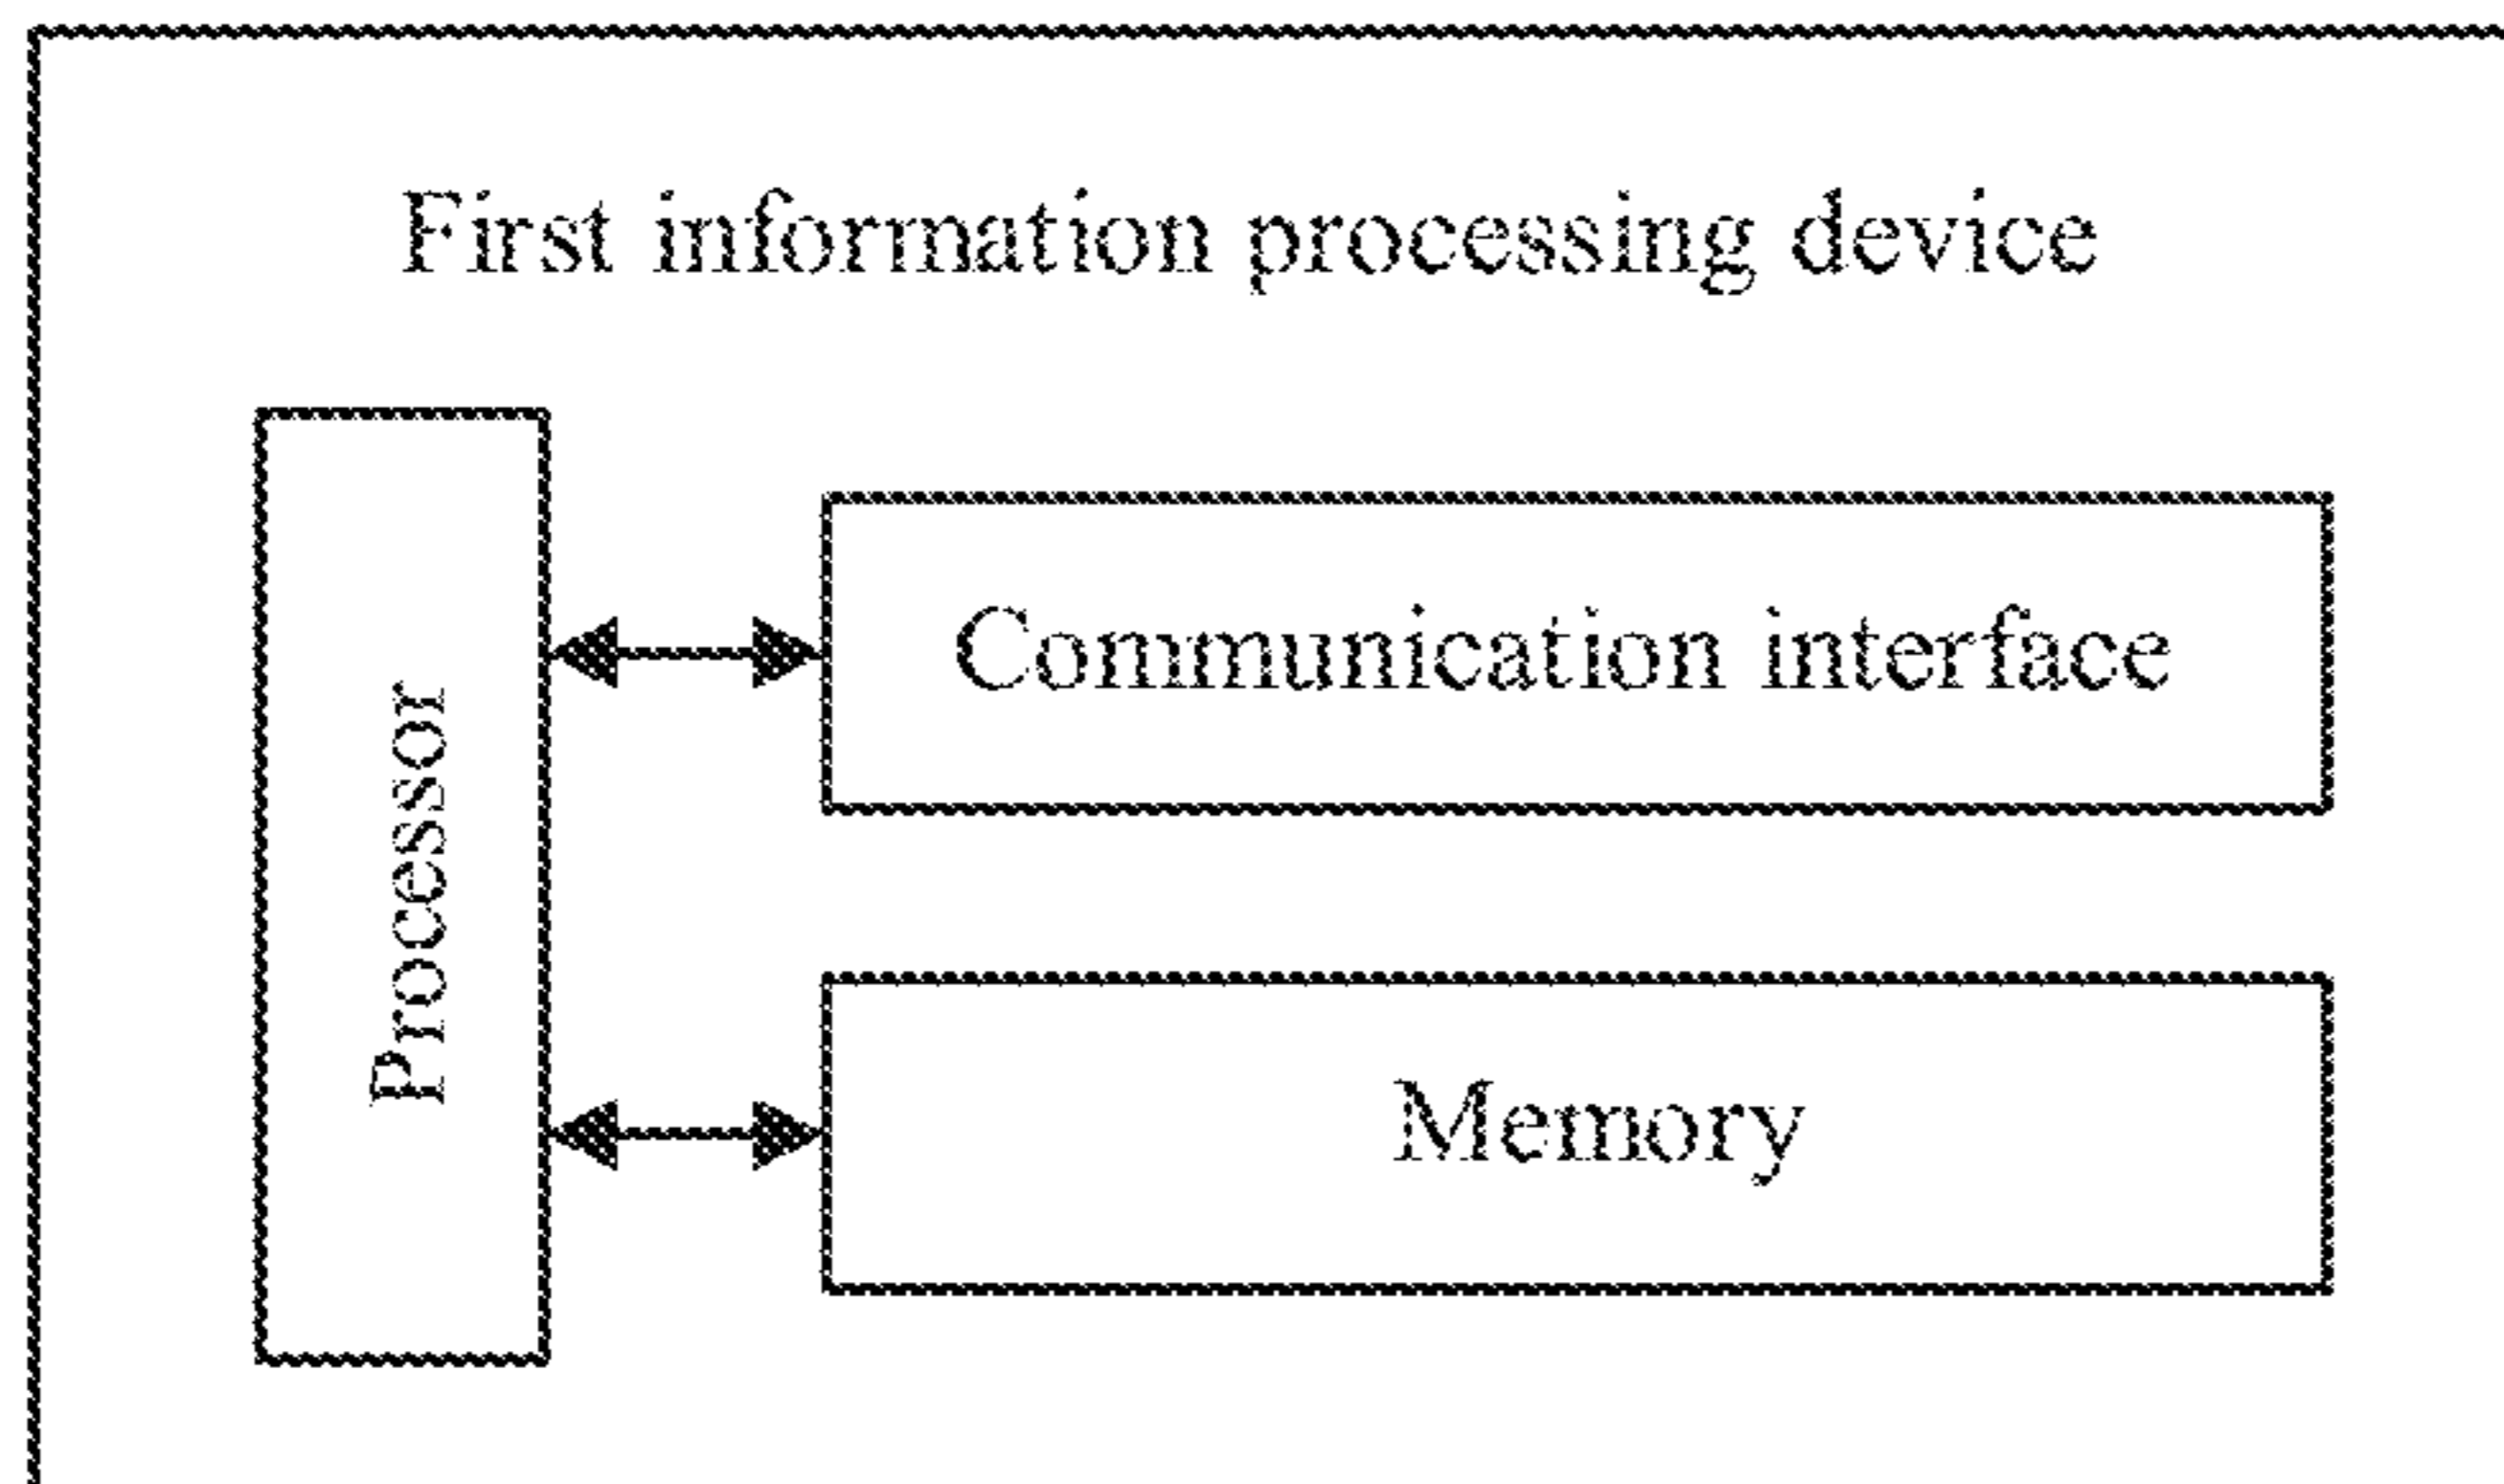 First information processing device
Processor
Communication interface
Memory